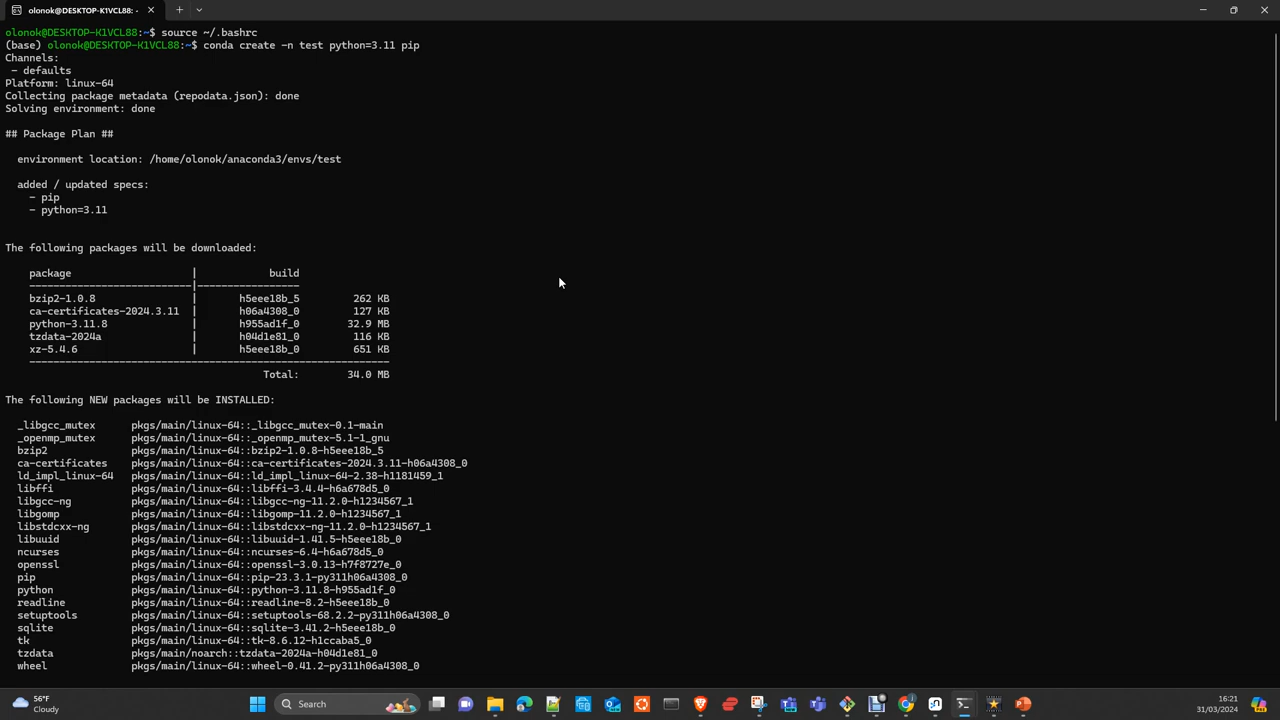 olonok@DESKTOP-K1VCL88: ~
olonok@DESKTOP-K1VCL88:~$ source ~/.bashrc
(base) olonok@DESKTOP-K1VCL88:~$ conda create -n test python=3.11 pip
Channels:
 - defaults
Platform: linux-64
Collecting package metadata (repodata.json): done
Solving environment: done
## Package Plan ##
environment location: /home/olonok/anaconda3/envs/test
added / updated specs:
- pip
- python=3.11
The following packages will be downloaded:
package | build
---------------------------|-----------------
bzip2-1.0.8 | h5eee18b_5 262 KB
ca-certificates-2024.3.11 | h06a4308_0 127 KB
python-3.11.8 | h955ad1f_0 32.9 MB
tzdata-2024a | h04d1e81_0 116 KB
xz-5.4.6 | h5eee18b_0 651 KB
------------------------------------------------------------
Total: 34.0 MB
The following NEW packages will be INSTALLED:
_libgcc_mutex pkgs/main/linux-64::_libgcc_mutex-0.1-main
_openmp_mutex pkgs/main/linux-64::_openmp_mutex-5.1-1_gnu
bzip2 pkgs/main/linux-64::bzip2-1.0.8-h5eee18b_5
ca-certificates pkgs/main/linux-64::ca-certificates-2024.3.11-h06a4308_0
ld_impl_linux-64 pkgs/main/linux-64::ld_impl_linux-64-2.38-h1181459_1
libffi pkgs/main/linux-64::libffi-3.4.4-h6a678d5_0
libgcc-ng pkgs/main/linux-64::libgcc-ng-11.2.0-h1234567_1
libgomp pkgs/main/linux-64::libgomp-11.2.0-h1234567_1
libstdcxx-ng pkgs/main/linux-64::libstdcxx-ng-11.2.0-h1234567_1
libuuid pkgs/main/linux-64::libuuid-1.41.5-h5eee18b_0
ncurses pkgs/main/linux-64::ncurses-6.4-h6a678d5_0
openssl pkgs/main/linux-64::openssl-3.0.13-h7f8727e_0
pip pkgs/main/linux-64::pip-23.3.1-py311h06a4308_0
python pkgs/main/linux-64::python-3.11.8-h955ad1f_0
readline pkgs/main/linux-64::readline-8.2-h5eee18b_0
setuptools pkgs/main/linux-64::setuptools-68.2.2-py311h06a4308_0
sqlite pkgs/main/linux-64::sqlite-3.41.2-h5eee18b_0
tk pkgs/main/linux-64::tk-8.6.12-h1ccaba5_0
tzdata pkgs/main/noarch::tzdata-2024a-h04d1e81_0
wheel pkgs/main/linux-64::wheel-0.41.2-py311h06a4308_0
56°F
Cloudy
Search
16:21
31/03/2024